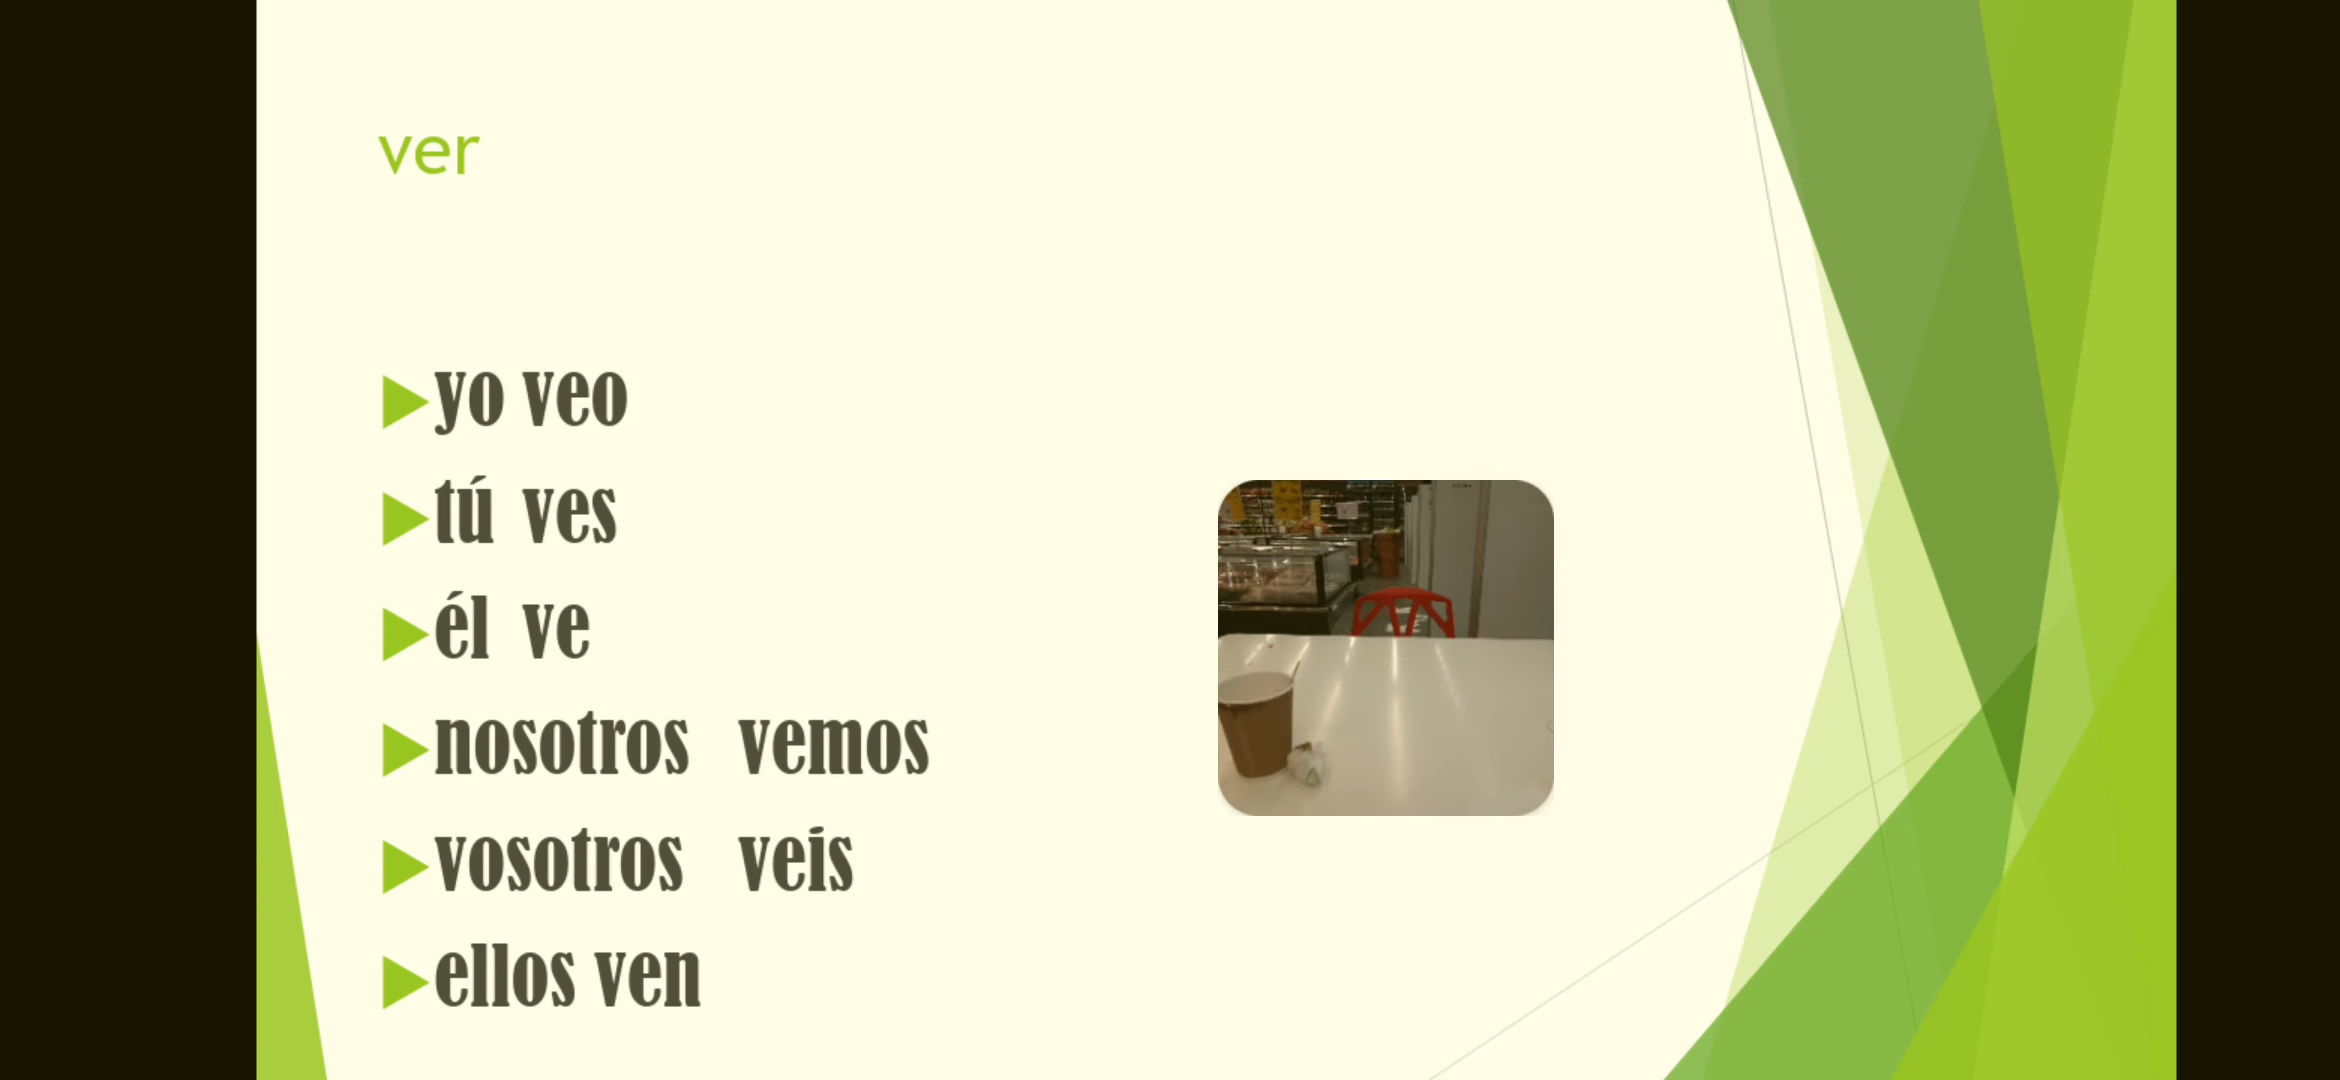 ver
yo veo
tú ves
él ve
nosotros vemos
vosotros veis
ellos ven